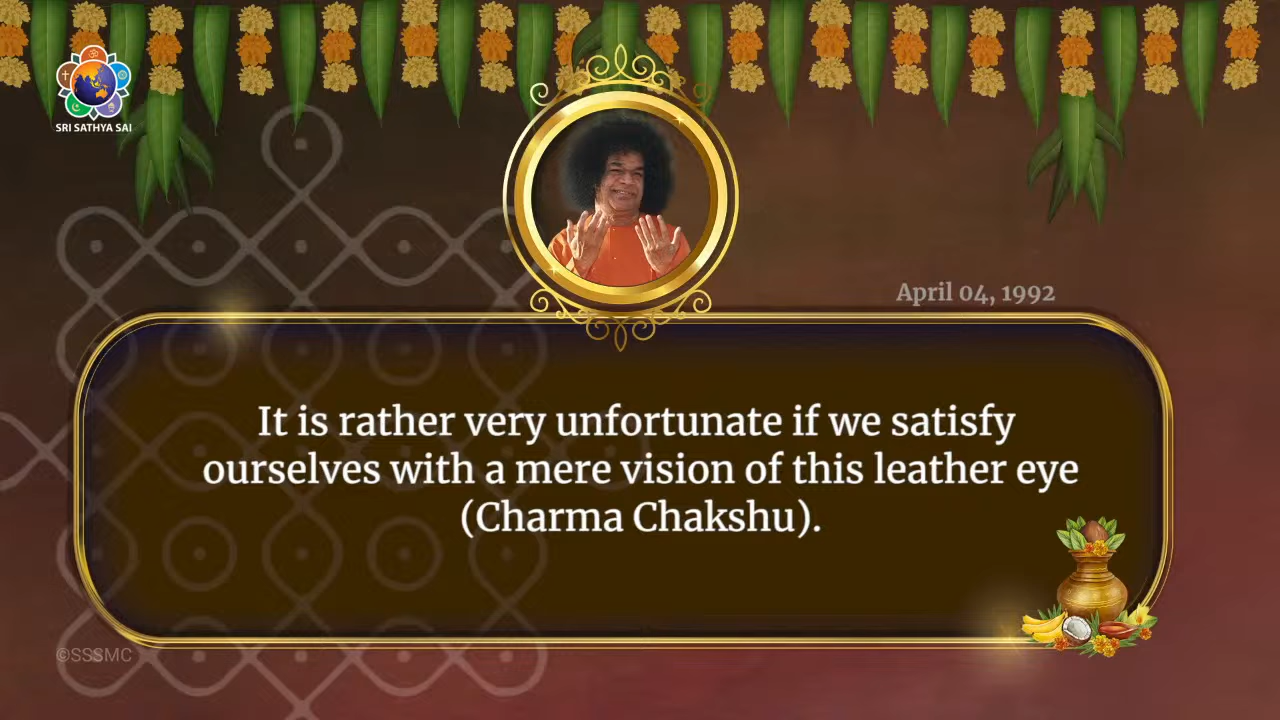 SRI SATHYA SAI
April 04, 1992
It is rather very unfortunate if we satisfy
ourselves with a mere vision of this leather eye
(Charma Chakshu).
©SSSMC